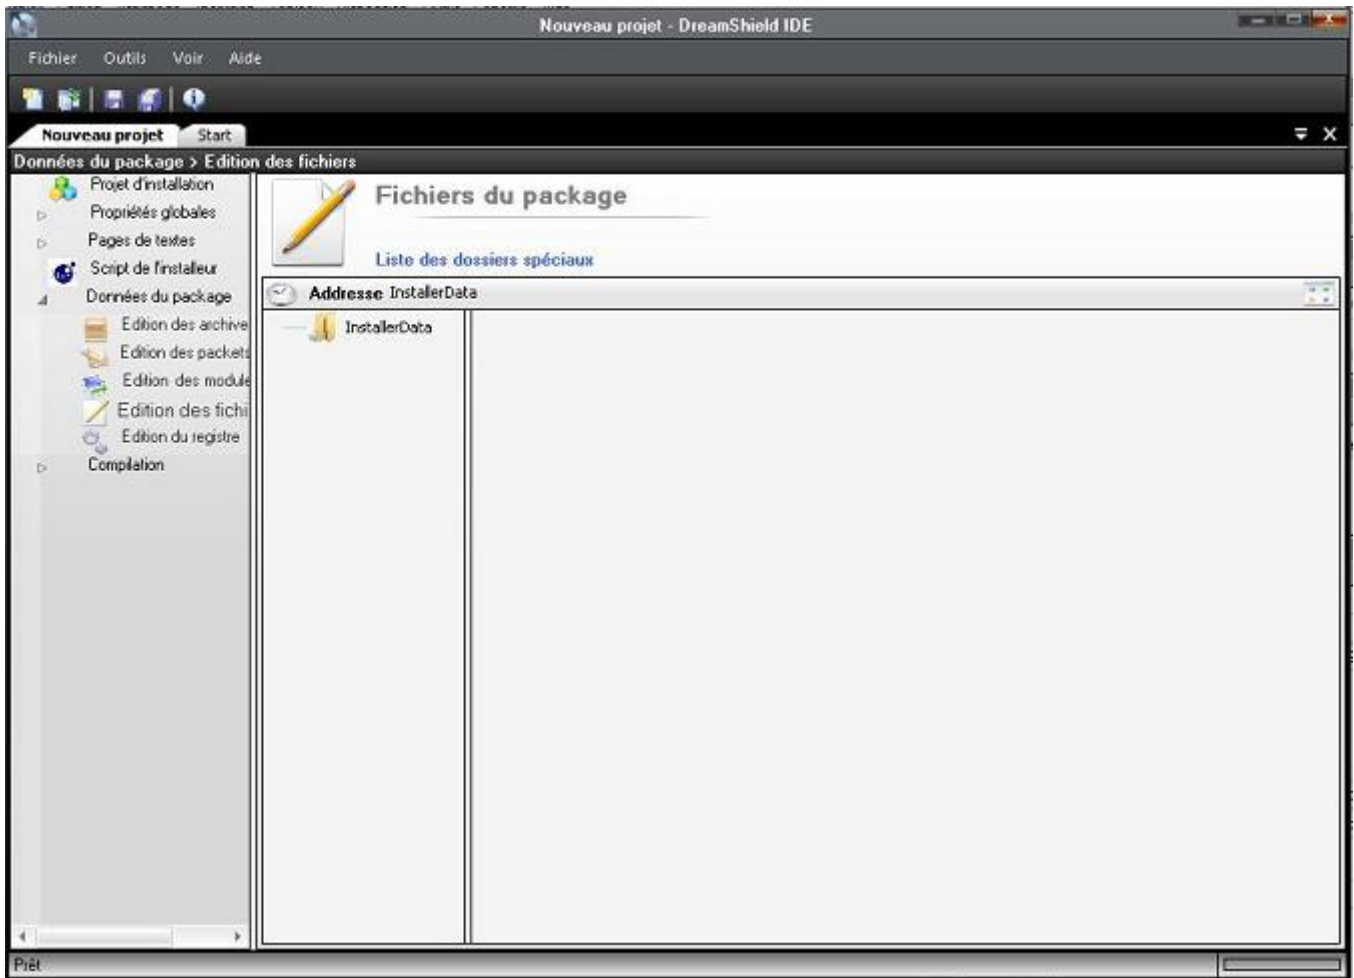 Nouveau projet - DreamShield IDE
Fichier Outils Voir Aide
Nouveau projet Start
Données du package > Edition des fichiers
Projet d'installation
Propriétés globales
Pages de textes
Script de l'installeur
Données du package
Edition des archive
Edition des packets
Edition des module
Edition des fichi
Edition du registre
Compilation
Fichiers du package
Liste des dossiers spéciaux
Addresse InstallerData
InstallerData
Prêt